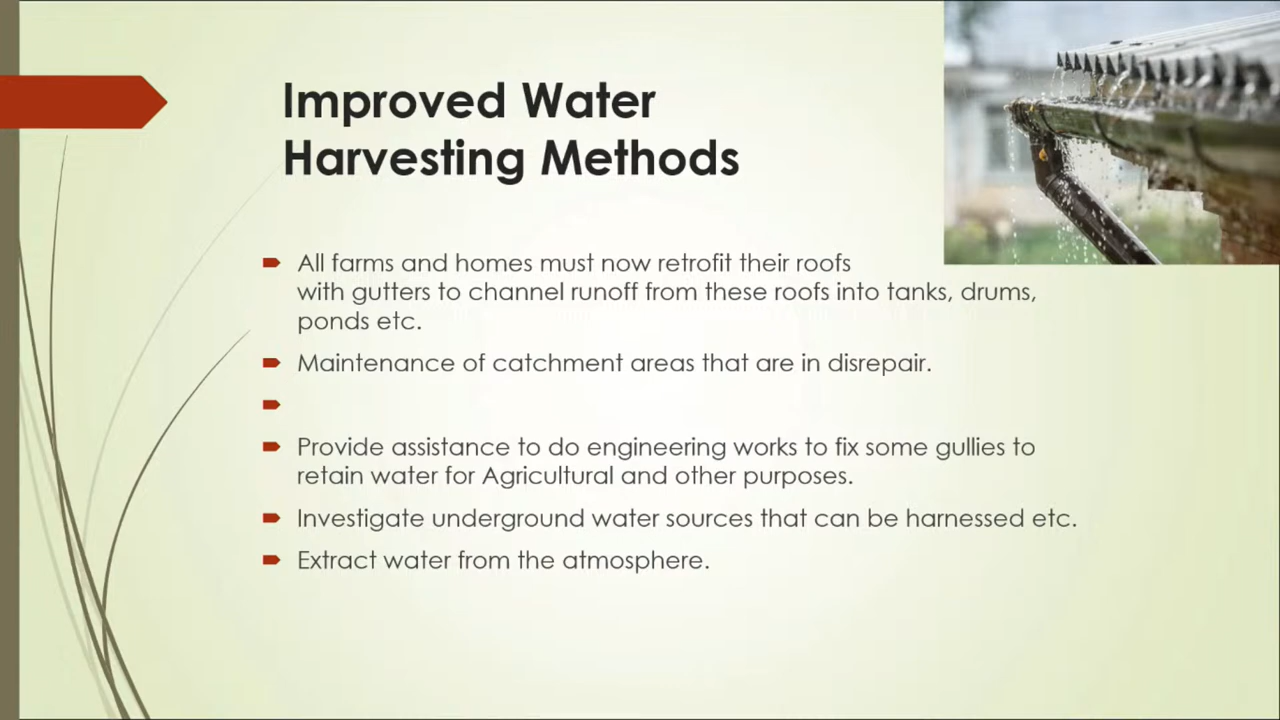 Improved Water
Harvesting Methods
All farms and homes must now retrofit their roofs
with gutters to channel runoff from these roofs into tanks, drums,
ponds etc.
Maintenance of catchment areas that are in disrepair.
Provide assistance to do engineering works to fix some gullies to
retain water for Agricultural and other purposes.
Investigate underground water sources that can be harnessed etc.
Extract water from the atmosphere.